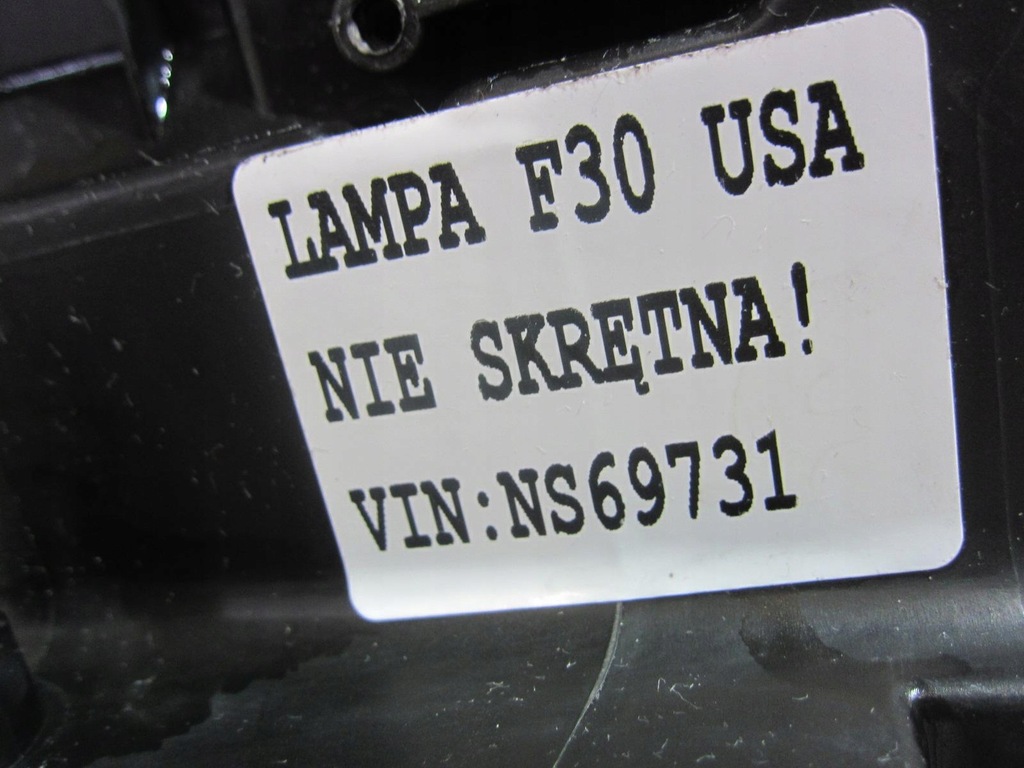 LAMPA F30 USA
NIE SKRĘTNA!
VIN:NS69731